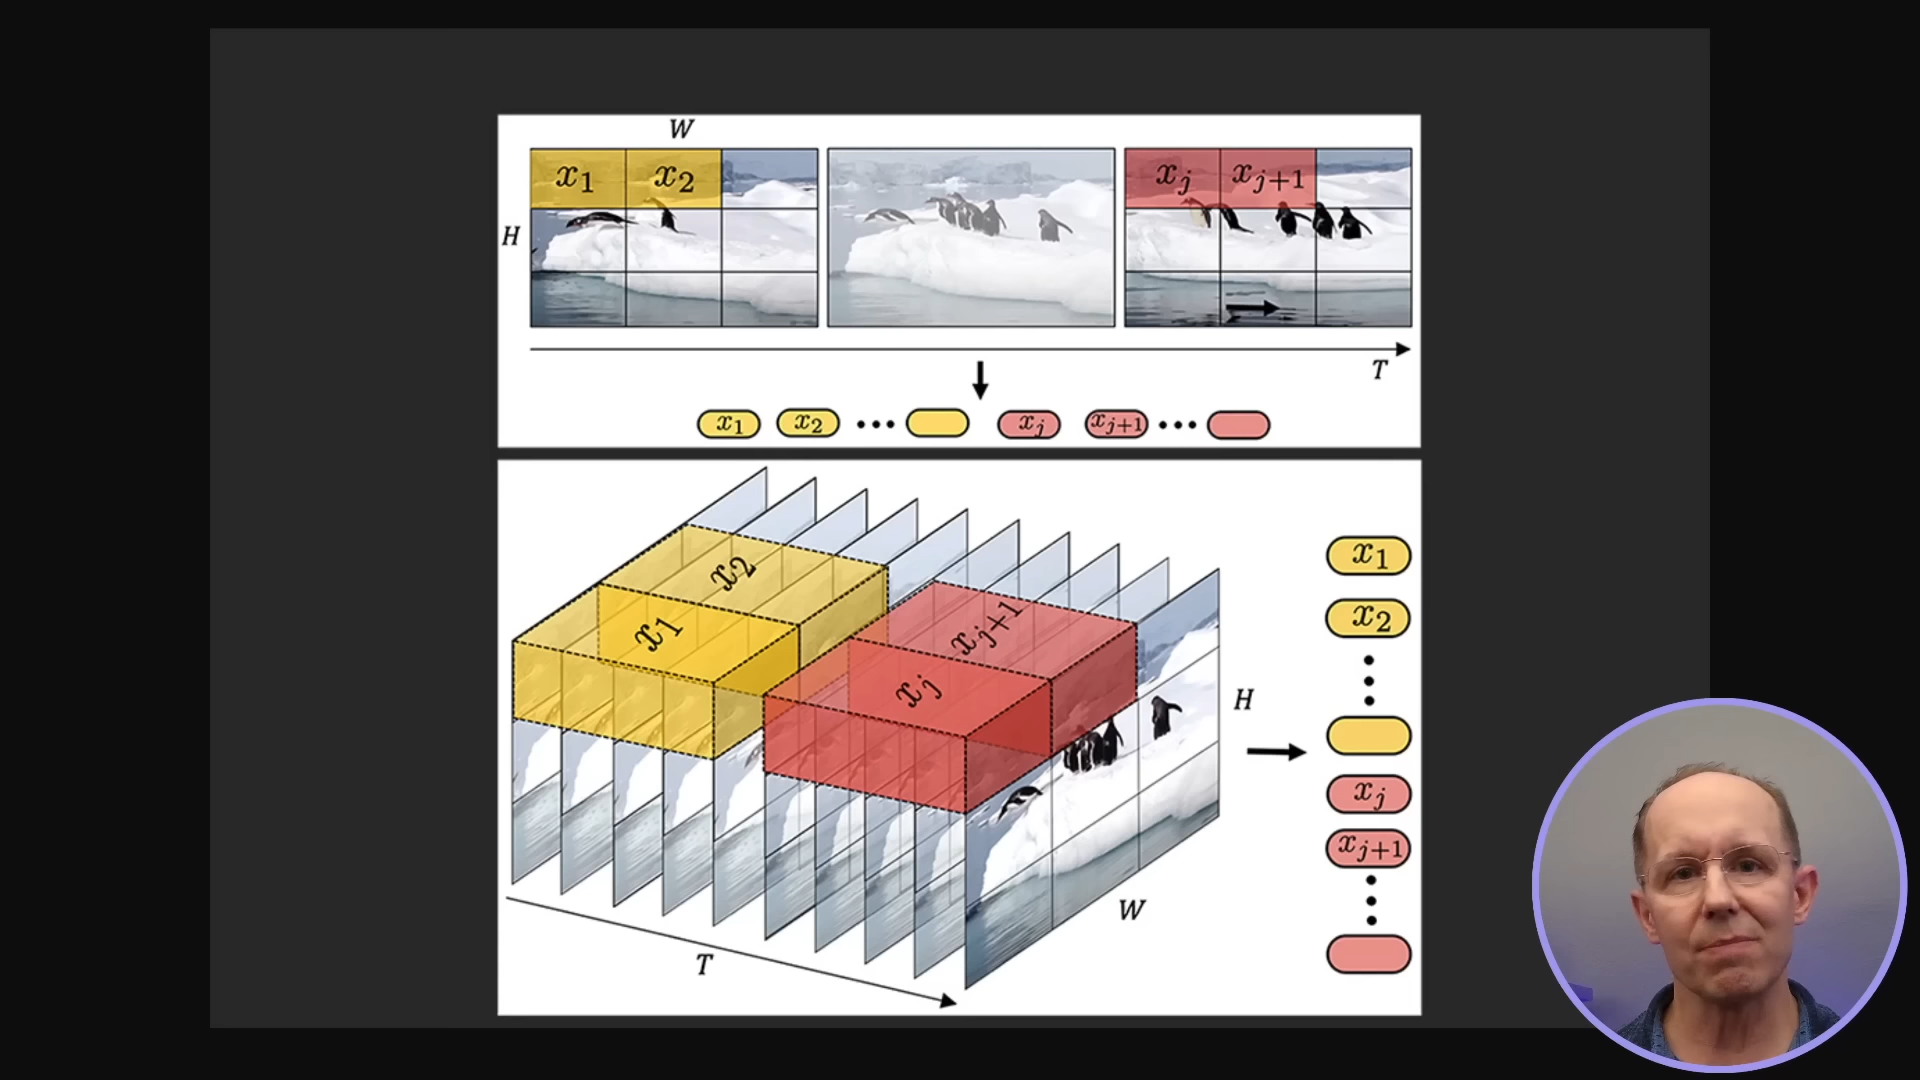 W
x₁ x₂ xⱼ xⱼ₊₁
H
T
x₁ x₂ ••• xⱼ xⱼ₊₁ •••
x₂
x₁
xⱼ₊₁
xⱼ
H
W
T
x₁
x₂
xⱼ
xⱼ₊₁